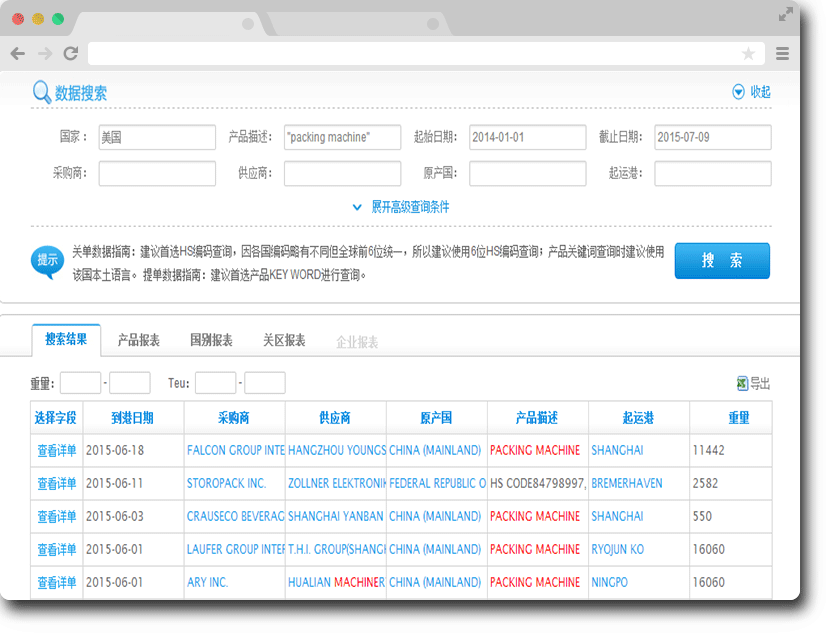 数据搜索 收起
国家： 美国 产品描述： "packing machine" 起始日期： 2014-01-01 截止日期： 2015-07-09
采购商： 供应商： 原产国： 起运港：
展开高级查询条件
提示 关单数据指南：建议首选HS编码查询，因各国编码略有不同但全球前6位统一，所以建议使用6位HS编码查询；产品关键词查询时建议使用
该国本土语言。提单数据指南：建议首选产品KEY WORD进行查询。
搜 索
搜索结果 产品报表 国别报表 关区报表 企业报表
重量： - Teu： - 导出
选择字段 到港日期 采购商 供应商 原产国 产品描述 起运港 重量
查看详单 2015-06-18 FALCON GROUP INTE HANGZHOU YOUNGS CHINA (MAINLAND) PACKING MACHINE SHANGHAI 11442
查看详单 2015-06-11 STOROPACK INC. ZOLLNER ELEKTRONIK FEDERAL REPUBLIC O HS CODE84798997, BREMERHAVEN 2582
查看详单 2015-06-03 CRAUSECO BEVERAG SHANGHAI YANBAN CHINA (MAINLAND) PACKING MACHINE SHANGHAI 550
查看详单 2015-06-01 LAUFER GROUP INTER T.H.I. GROUP(SHANGH CHINA (MAINLAND) PACKING MACHINE RYOJUN KO 16060
查看详单 2015-06-01 ARY INC. HUALIAN MACHINER CHINA (MAINLAND) PACKING MACHINE NINGPO 16060